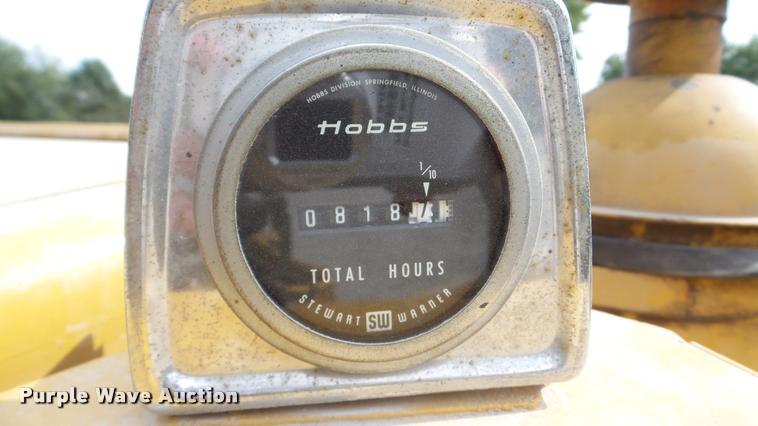 HOBBS DIVISION SPRINGFIELD, ILLINOIS
Hobbs
1/10
0818
TOTAL HOURS
STEWART SW WARNER
Purple Wave Auction